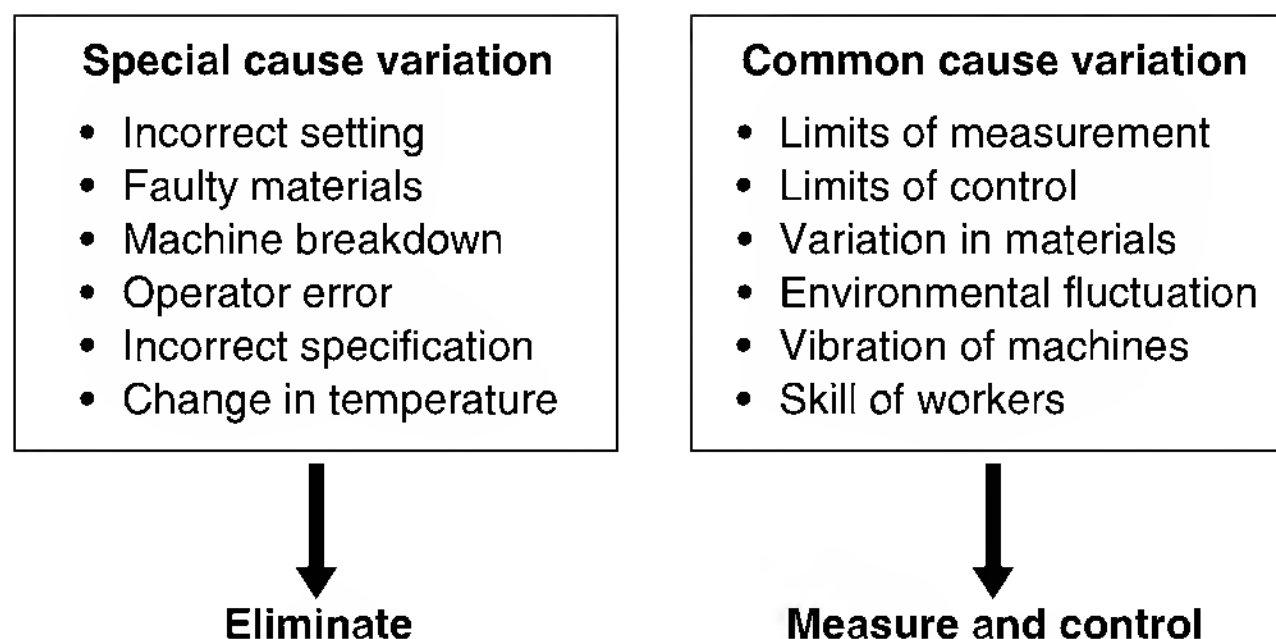 Special cause variation
• Incorrect setting
• Faulty materials
• Machine breakdown
• Operator error
• Incorrect specification
• Change in temperature
Eliminate
Common cause variation
• Limits of measurement
• Limits of control
• Variation in materials
• Environmental fluctuation
• Vibration of machines
• Skill of workers
Measure and control